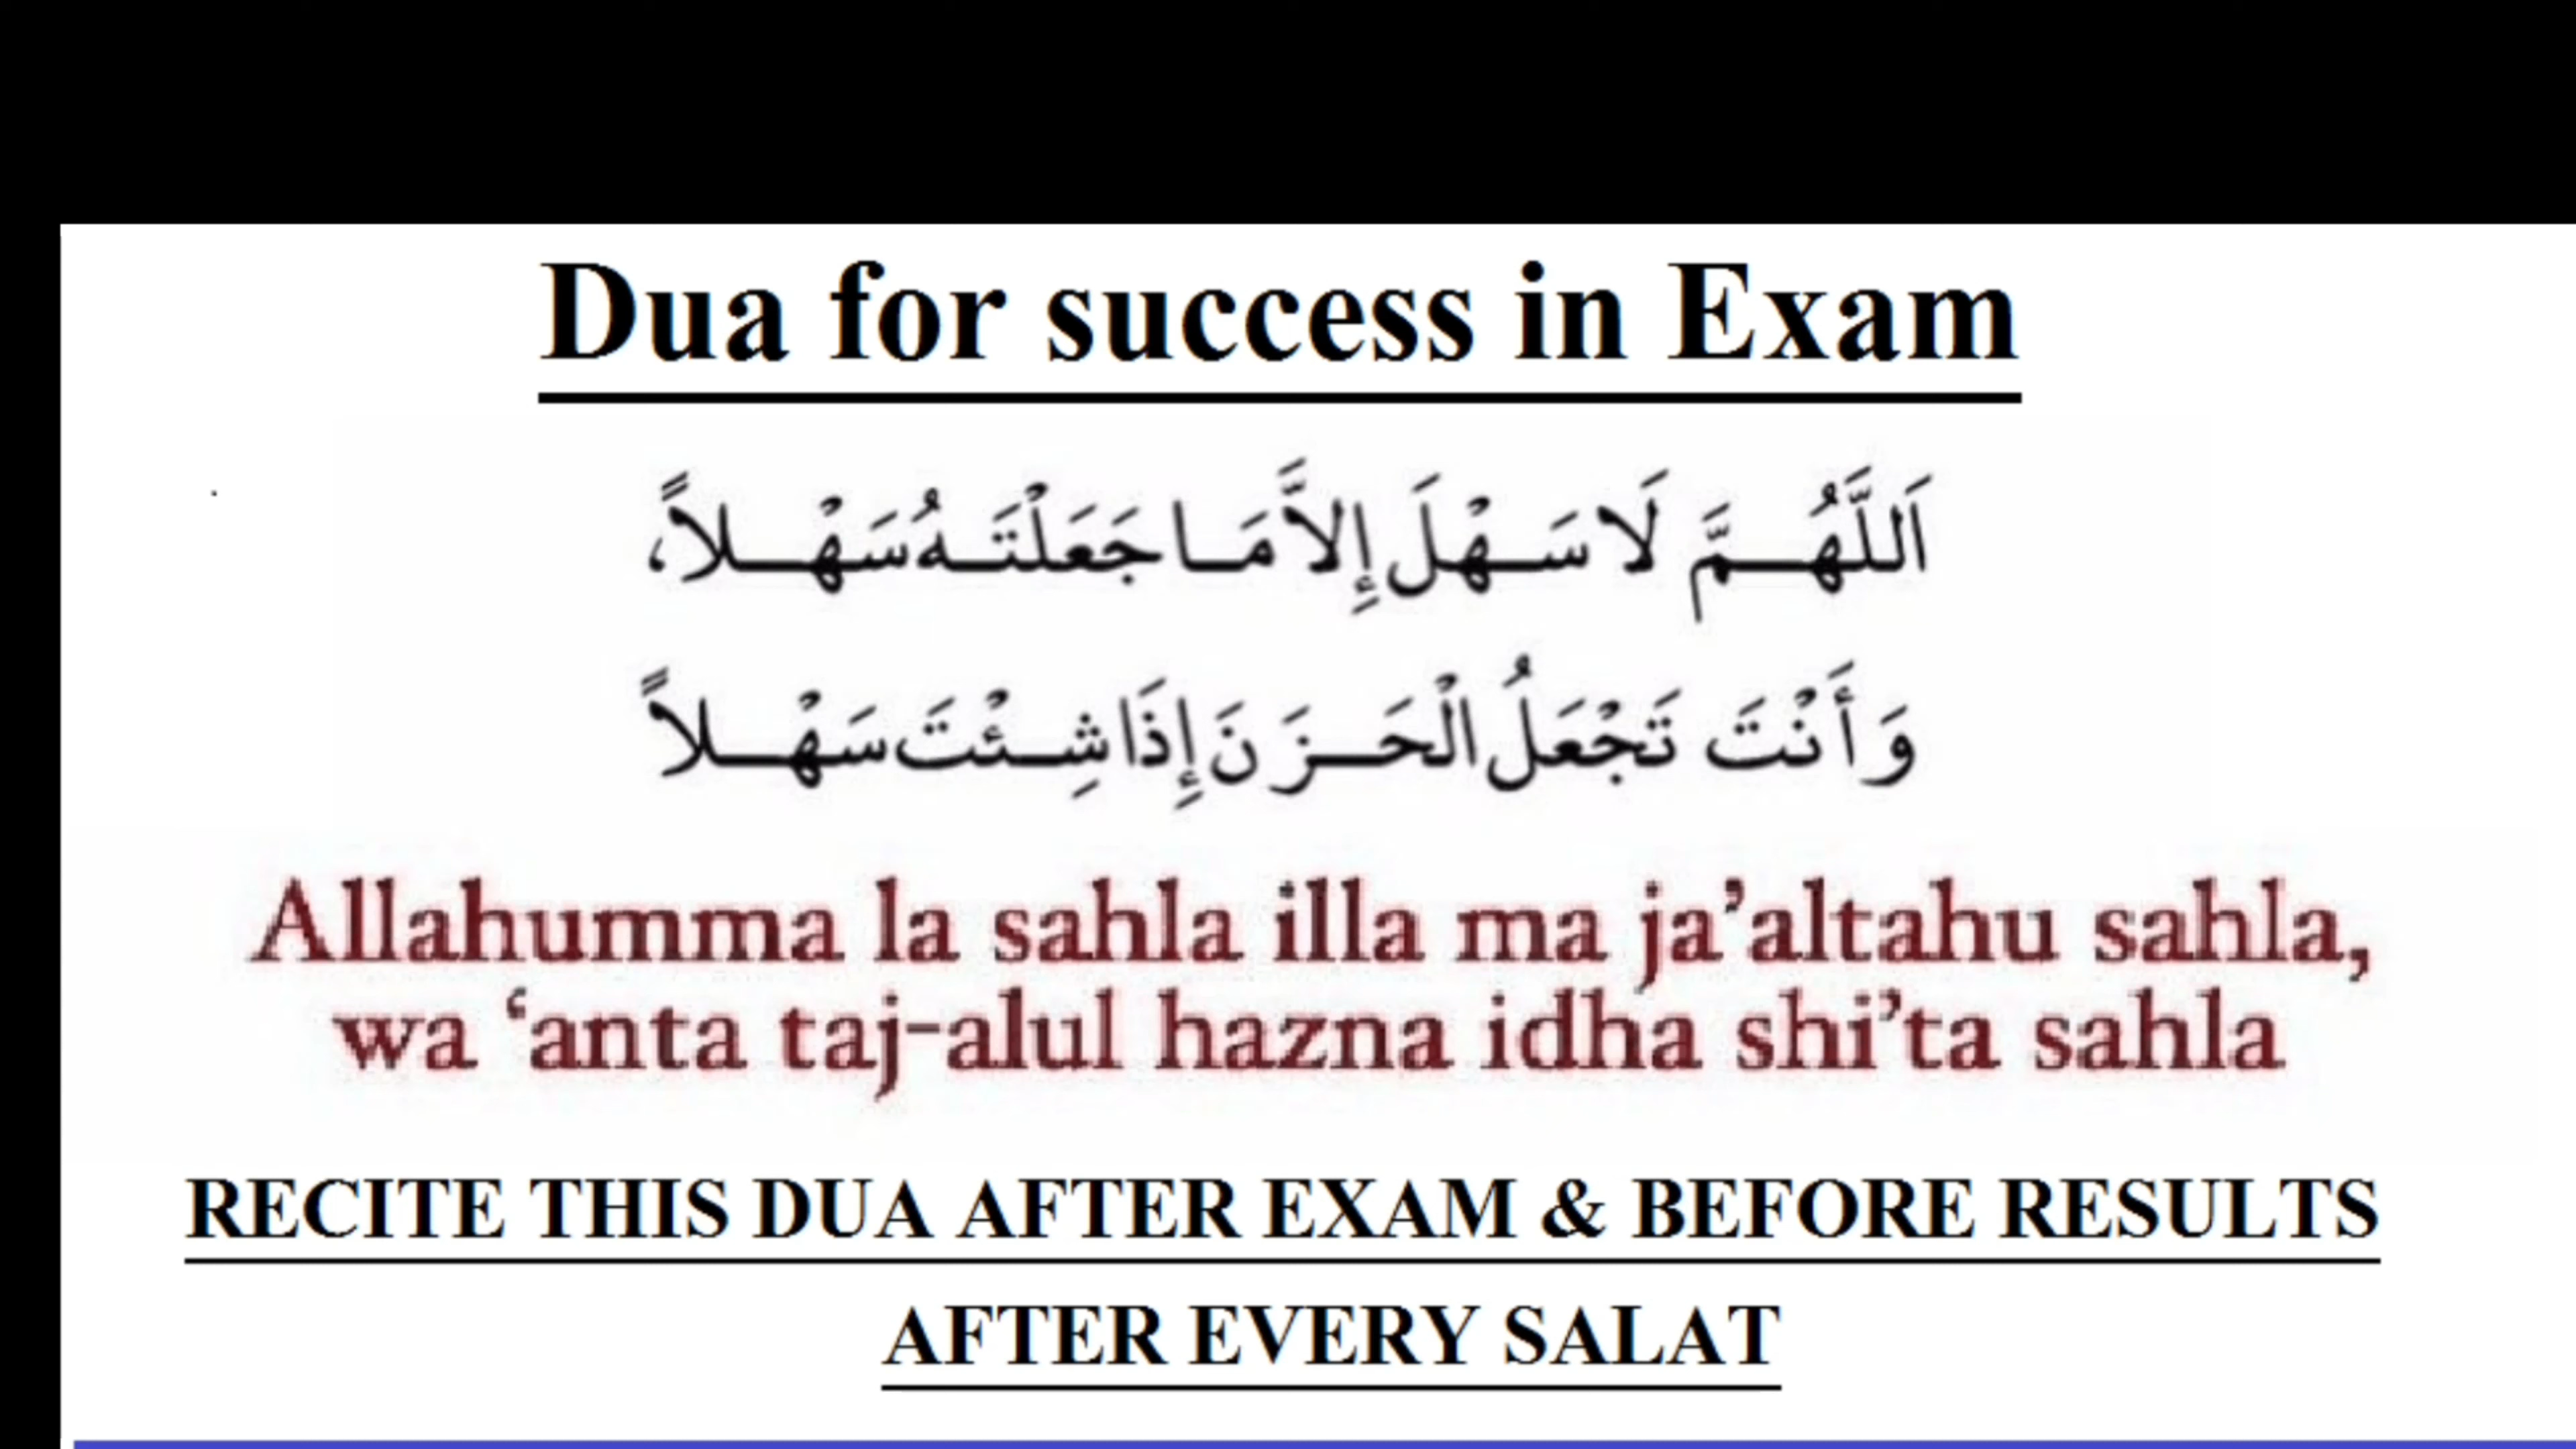 Dua for success in Exam
اَللَّهُمَّ لَا سَهْلَ إِلاَّ مَا جَعَلْتَهُ سَهْلاً،
وَأَنْتَ تَجْعَلُ الْحَزَنَ إِذَا شِئْتَ سَهْلاً
Allahumma la sahla illa ma ja’altahu sahla,
wa ‘anta taj-alul hazna idha shi’ta sahla
RECITE THIS DUA AFTER EXAM & BEFORE RESULTS
AFTER EVERY SALAT